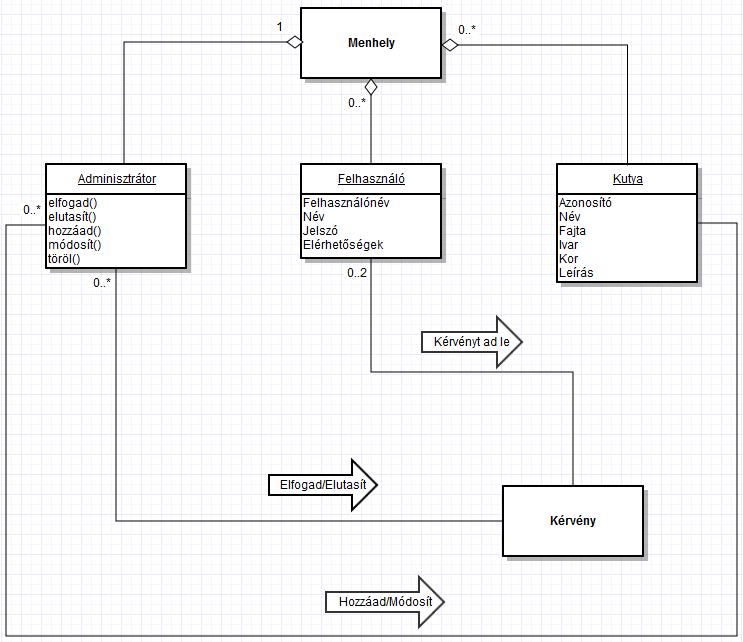 1
Menhely
0..*
0..*
Adminisztrátor
elfogad()
elutasít()
hozzáad()
módosít()
töröl()
Felhasználó
Felhasználónév
Név
Jelszó
Elérhetőségek
Kutya
Azonosító
Név
Fajta
Ivar
Kor
Leírás
0..*
0..*
0..2
Kérvényt ad le
Elfogad/Elutasít
Kérvény
Hozzáad/Módosít